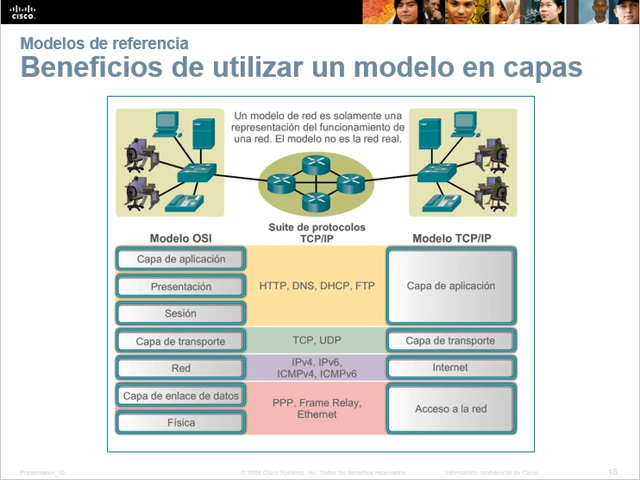 CISCO
Modelos de referencia
Beneficios de utilizar un modelo en capas
Un modelo de red es solamente una
representación del funcionamiento de
una red. El modelo no es la red real.
Suite de protocolos
TCP/IP
Modelo OSI
Modelo TCP/IP
Capa de aplicación
Presentación
HTTP, DNS, DHCP, FTP
Capa de aplicación
Sesión
Capa de transporte
TCP, UDP
Capa de transporte
Red
IPv4, IPv6,
ICMPv4, ICMPv6
Internet
Capa de enlace de datos
PPP, Frame Relay,
Ethernet
Acceso a la red
Física
Presentation_ID
© 2008 Cisco Systems, Inc. Todos los derechos reservados.
Información confidencial de Cisco
18